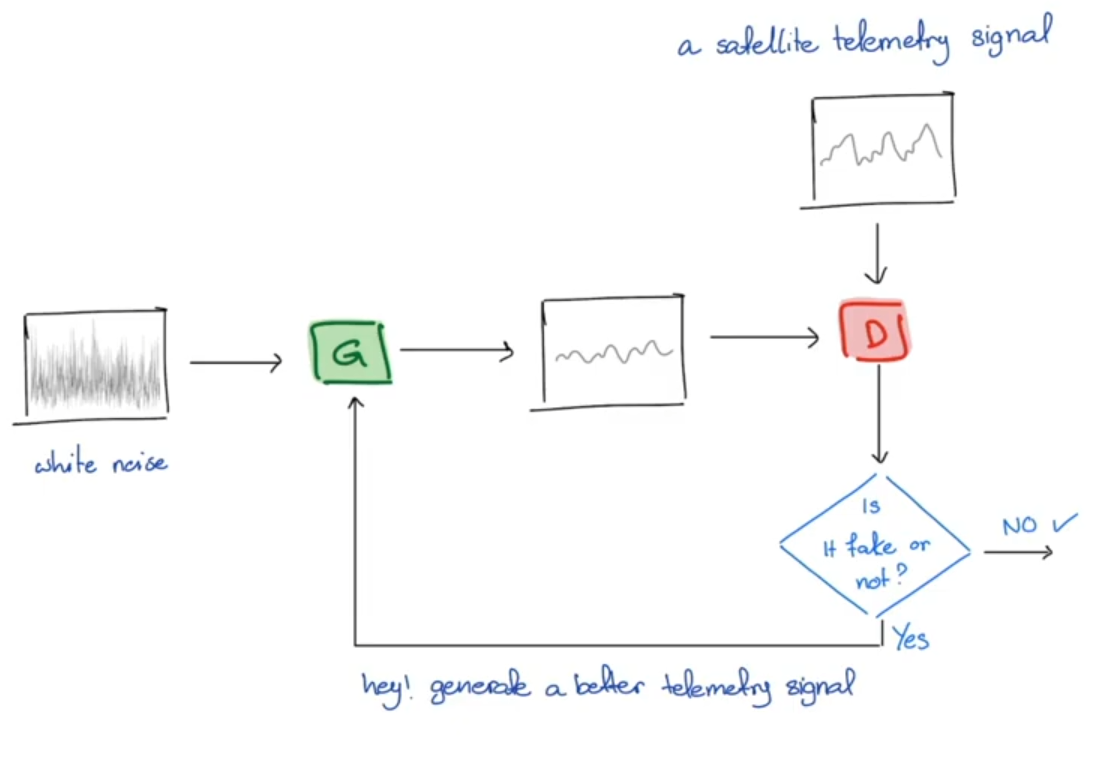 a satellite telemetry signal
G
D
white noise
Is
it fake or
not?
NO ✓
Yes
hey! generate a better telemetry signal